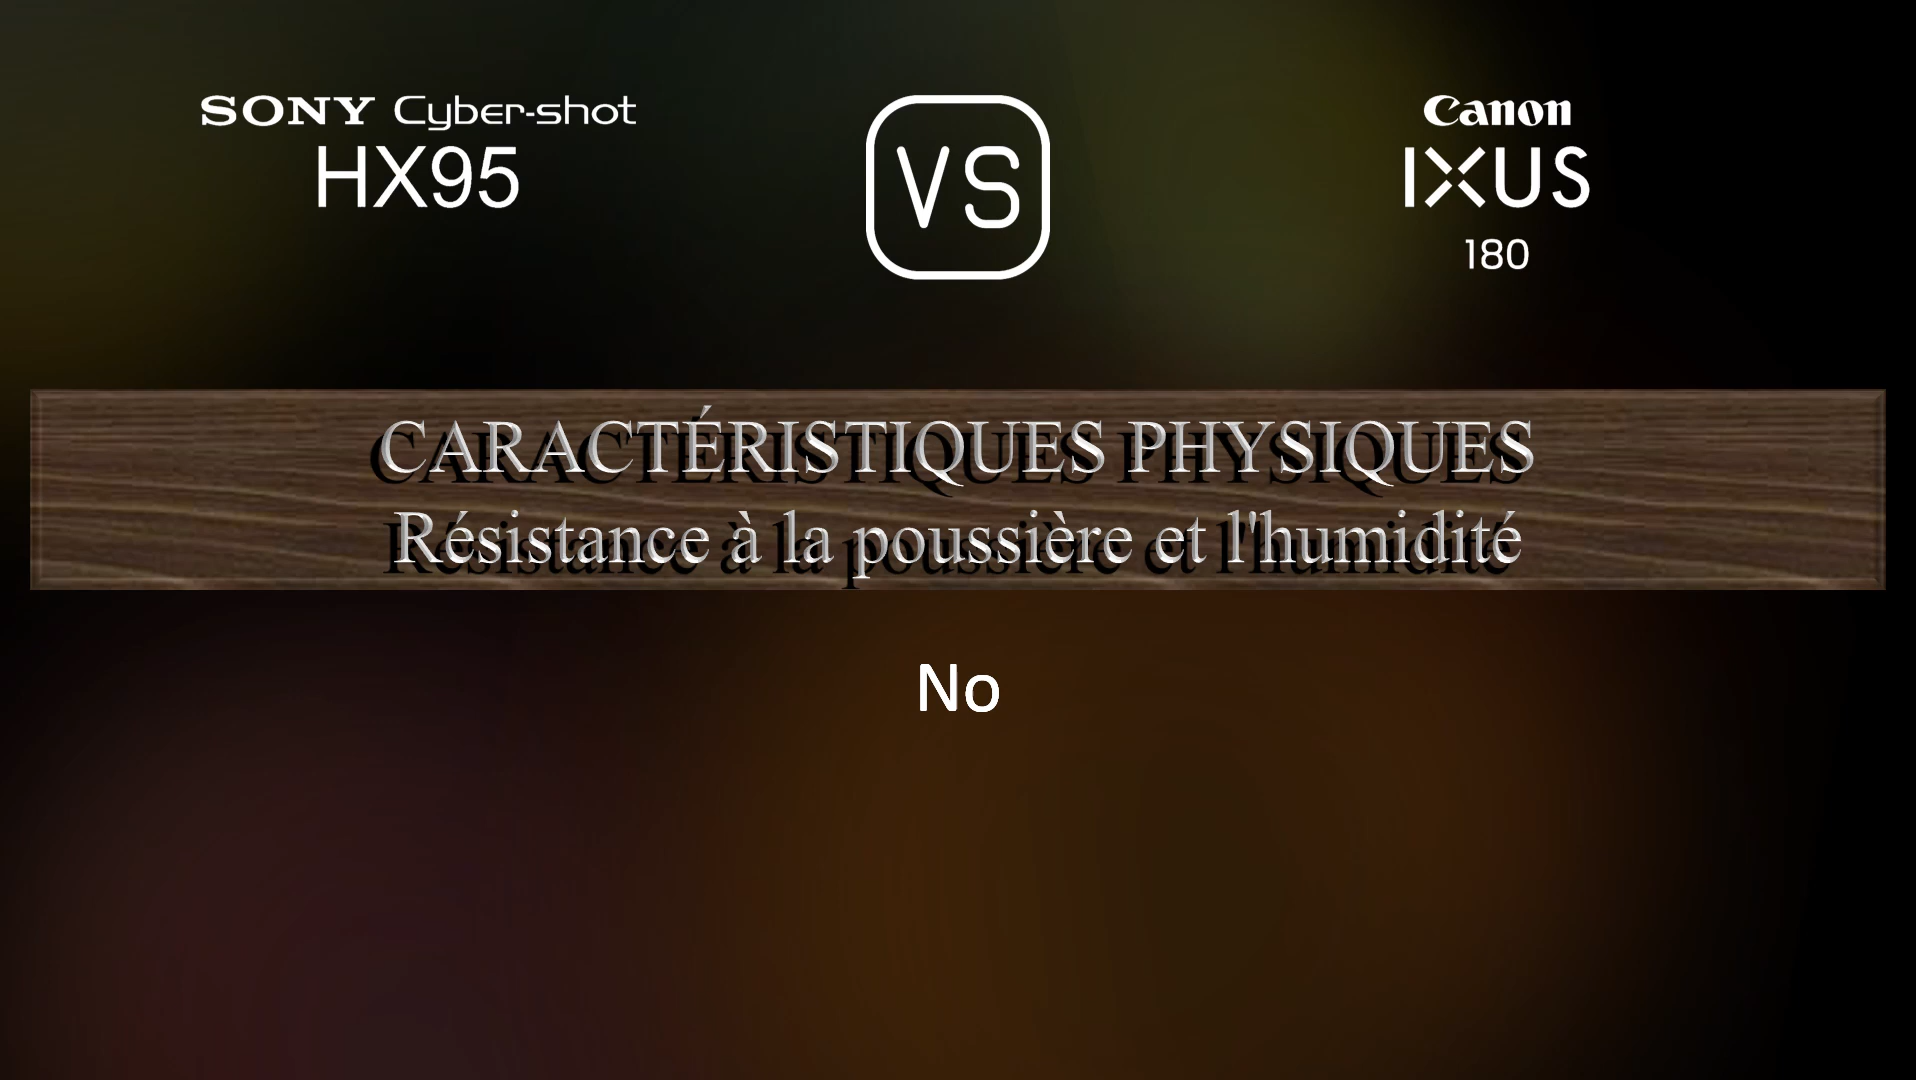 SONY Cyber-shot
HX95
VS
Canon
IXUS
180
CARACTÉRISTIQUES PHYSIQUES
Résistance à la poussière et l'humidité
No